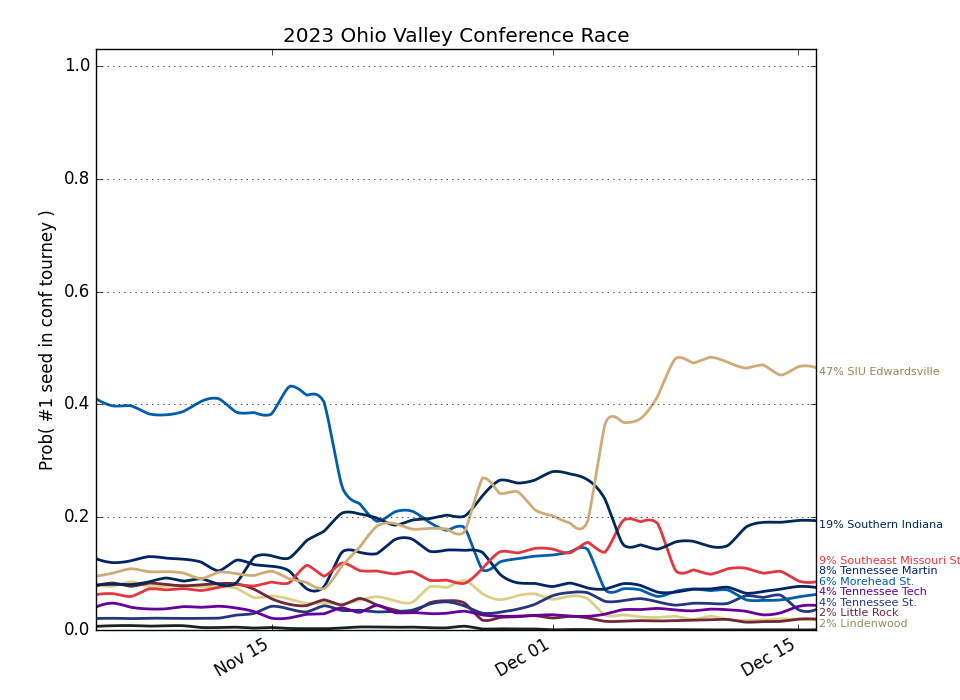 2023 Ohio Valley Conference Race
Prob( #1 seed in conf tourney )
1.0
0.8
0.6
0.4
0.2
0.0
Nov 15
Dec 01
Dec 15
47% SIU Edwardsville
19% Southern Indiana
9% Southeast Missouri St
8% Tennessee Martin
6% Morehead St.
4% Tennessee Tech
4% Tennessee St.
2% Little Rock
2% Lindenwood